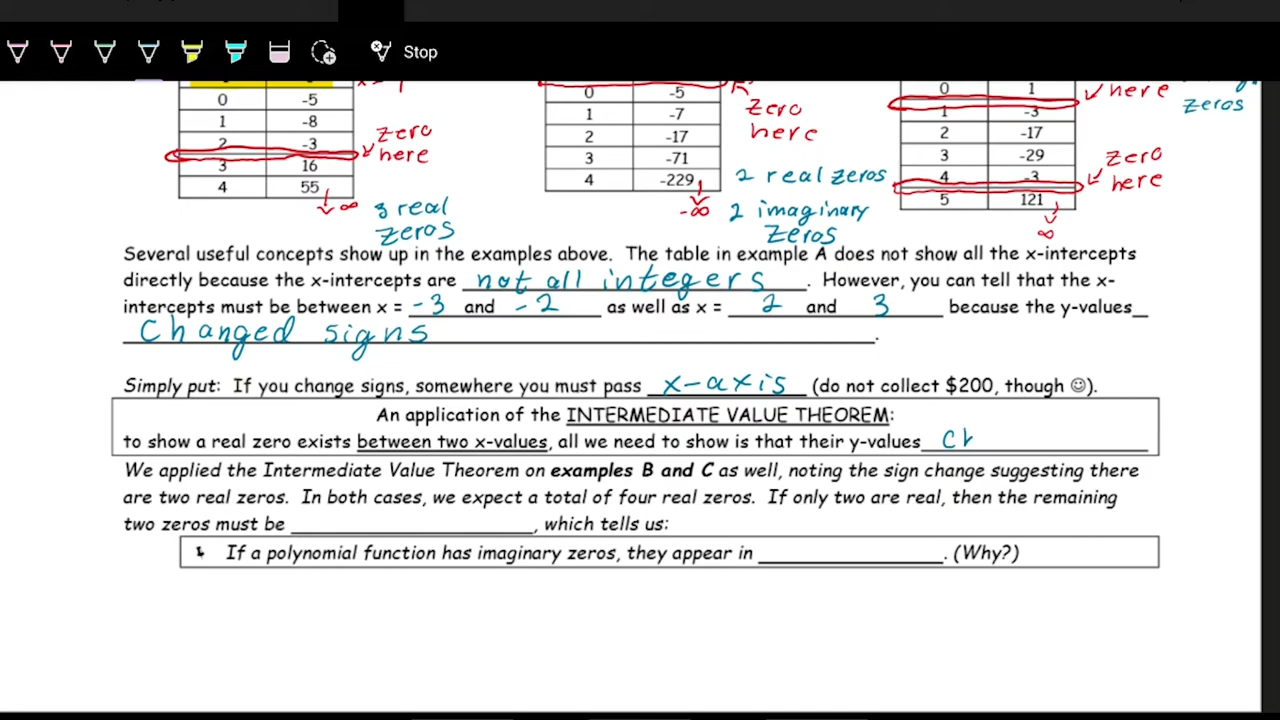 Stop
0 -5
1 -8
2 -3
3 16
4 55
zero
here
∞
3 real
zeros
0 -5
1 -7
2 -17
3 -71
4 -229
zero
here
-∞
2 real zeros
2 imaginary
zeros
0 1
1 -3
2 -17
3 -29
4 -3
5 121
here
zero
here
∞
zeros
Several useful concepts show up in the examples above. The table in example A does not show all the x-intercepts
directly because the x-intercepts are not all integers. However, you can tell that the x-
intercepts must be between x = -3 and -2 as well as x = 2 and 3 because the y-values
changed signs.
Simply put: If you change signs, somewhere you must pass x-axis (do not collect $200, though ☺).
An application of the INTERMEDIATE VALUE THEOREM:
to show a real zero exists between two x-values, all we need to show is that their y-values
We applied the Intermediate Value Theorem on examples B and C as well, noting the sign change suggesting there
are two real zeros. In both cases, we expect a total of four real zeros. If only two are real, then the remaining
two zeros must be ____________, which tells us:
If a polynomial function has imaginary zeros, they appear in ____________. (Why?)